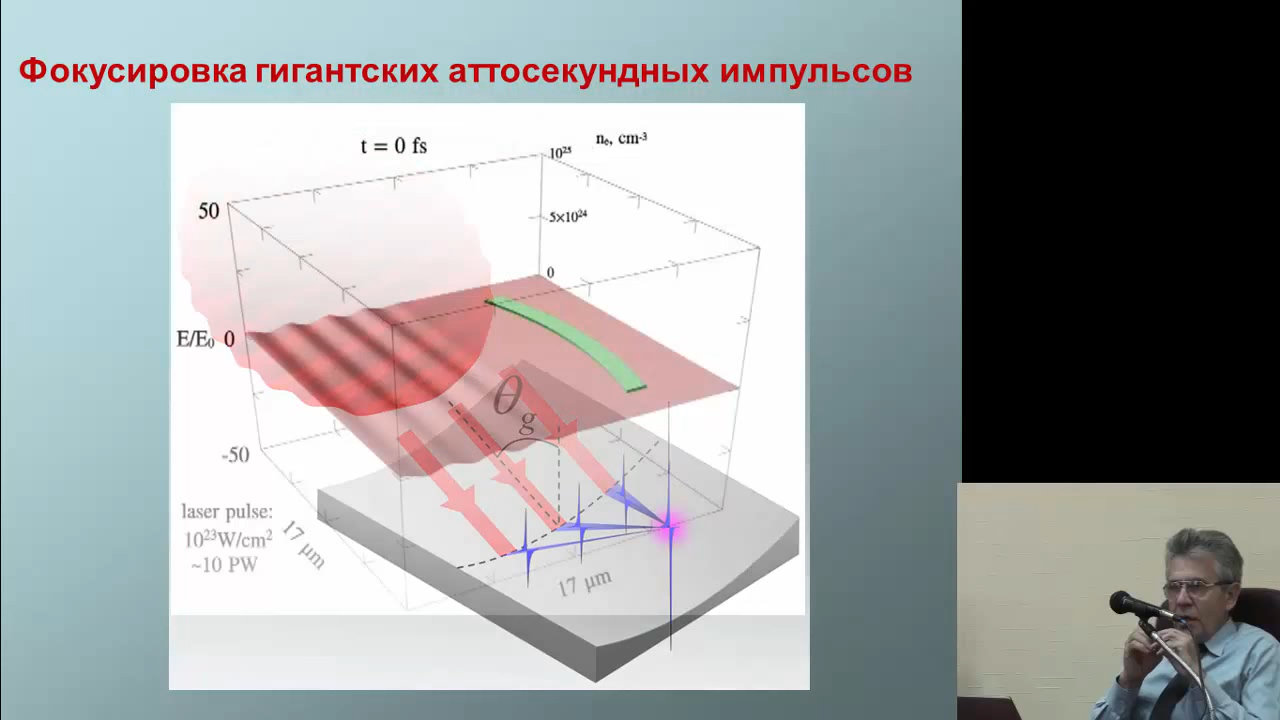 Фокусировка гигантских аттосекундных импульсов
t = 0 fs
nₑ, cm⁻³
10²⁵
50
5×10²⁴
0
E/E₀ 0
θg
-50
laser pulse:
10²³W/cm²
~10 PW
17 μm
17 μm